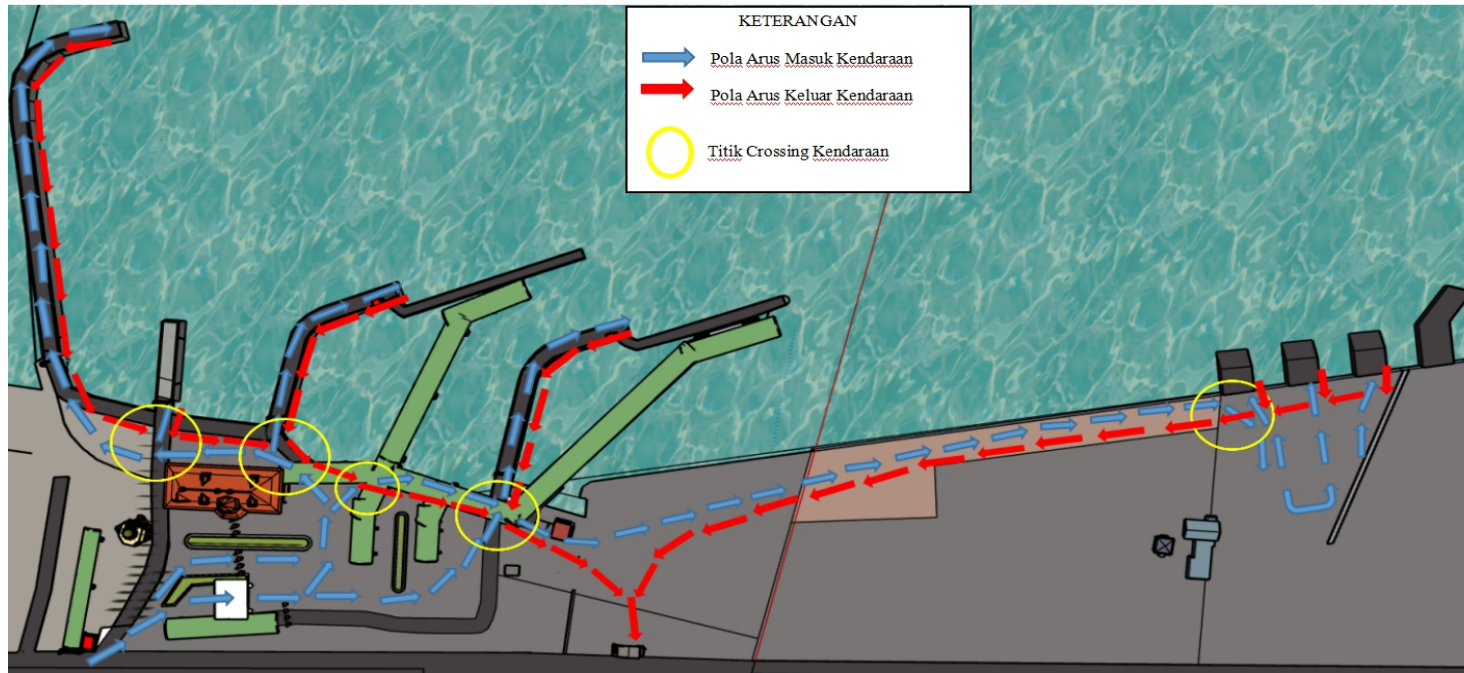 KETERANGAN
Pola Arus Masuk Kendaraan
Pola Arus Keluar Kendaraan
Titik Crossing Kendaraan